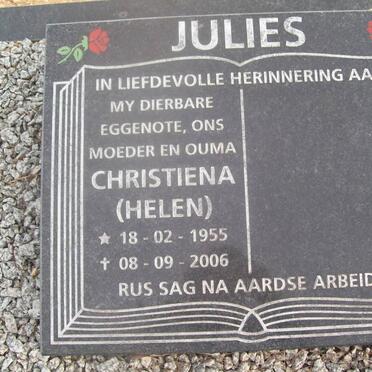 JULIES
IN LIEFDEVOLLE HERINNERING AA
MY DIERBARE
EGGENOTE, ONS
MOEDER EN OUMA
CHRISTIENA
(HELEN)
★ 18 - 02 - 1955
✝ 08 - 09 - 2006
RUS SAG NA AARDSE ARBEID